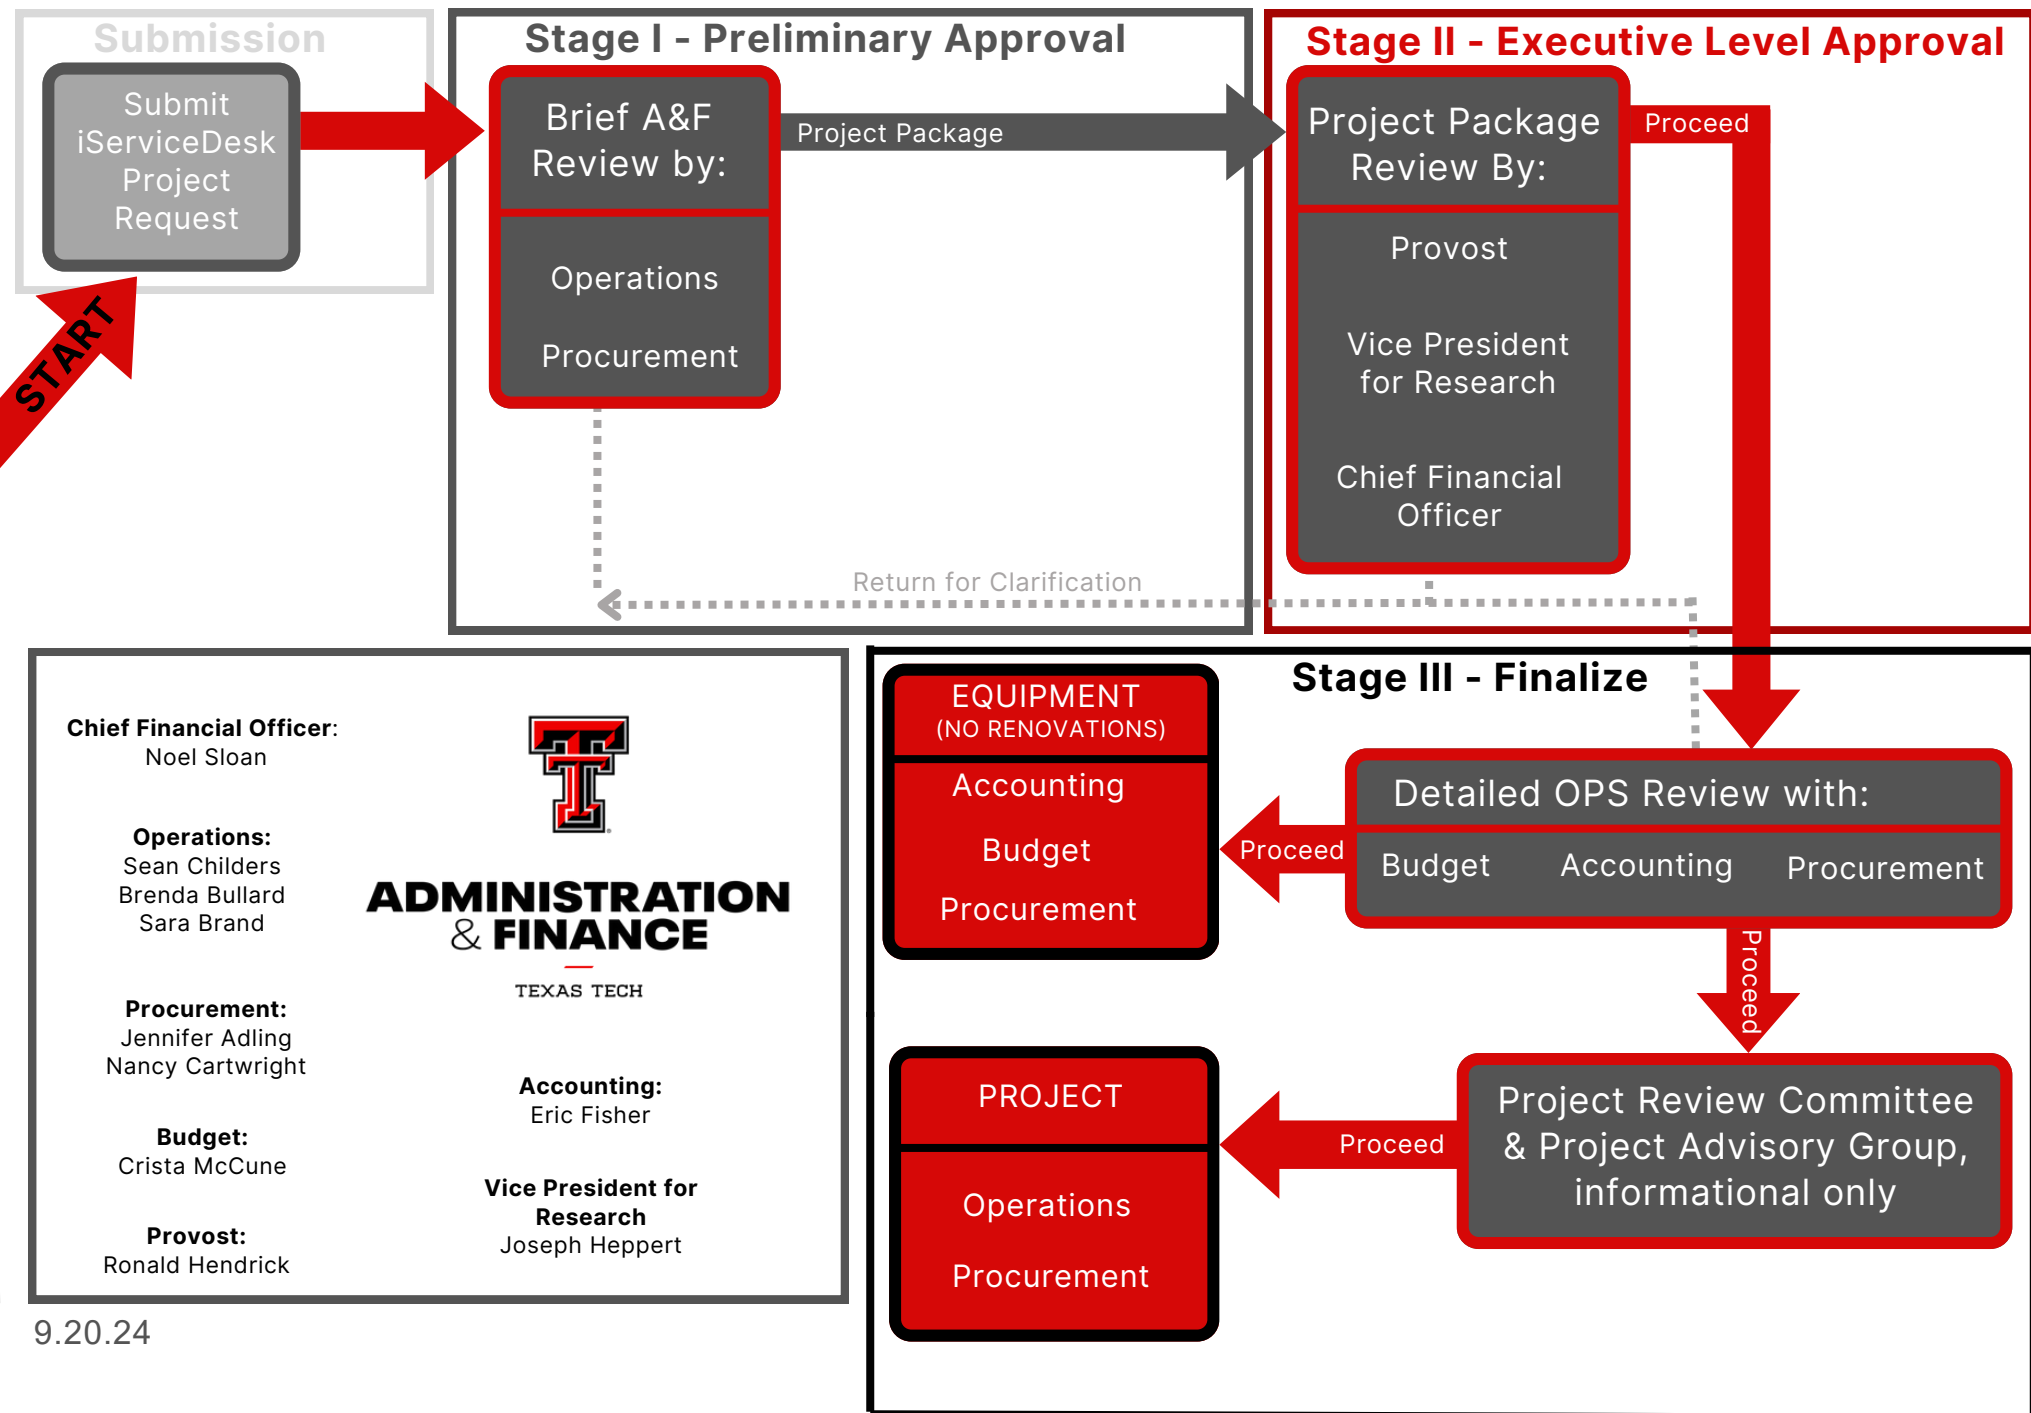 Submission
Submit
iServiceDesk
Project
Request
START
Stage I - Preliminary Approval
Brief A&F
Review by:
Operations
Procurement
Project Package
Return for Clarification
Stage II - Executive Level Approval
Project Package
Review By:
Provost
Vice President
for Research
Chief Financial
Officer
Proceed
Stage III - Finalize
Detailed OPS Review with:
Budget Accounting Procurement
Proceed
EQUIPMENT
(NO RENOVATIONS)
Accounting
Budget
Procurement
Proceed
Project Review Committee
& Project Advisory Group,
informational only
Proceed
PROJECT
Operations
Procurement
Chief Financial Officer:
Noel Sloan
Operations:
Sean Childers
Brenda Bullard
Sara Brand
Procurement:
Jennifer Adling
Nancy Cartwright
Budget:
Crista McCune
Provost:
Ronald Hendrick
ADMINISTRATION
& FINANCE
TEXAS TECH
Accounting:
Eric Fisher
Vice President for
Research
Joseph Heppert
9.20.24